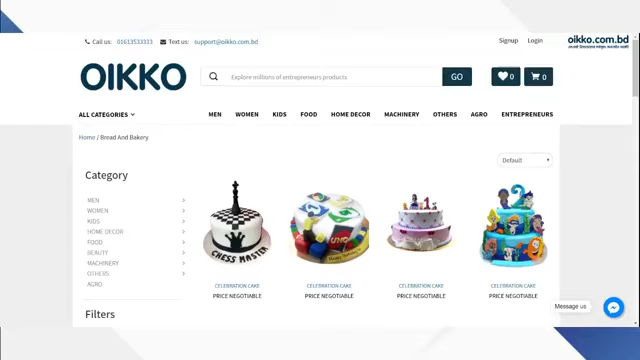 Call us: 01613533333 Text us: support@oikko.com.bd
Signup Login
oikko.com.bd
OIKKO
Explore millions of entrepreneurs products
GO
0
0
ALL CATEGORIES
MEN WOMEN KIDS FOOD HOME DECOR MACHINERY OTHERS AGRO ENTREPRENEURS
Home / Bread And Bakery
Default
Category
MEN
WOMEN
KIDS
HOME DECOR
FOOD
BEAUTY
MACHINERY
OTHERS
AGRO
Filters
CHESS MASTER
UNO
CELEBRATION CAKE CELEBRATION CAKE CELEBRATION CAKE CELEBRATION CAKE
PRICE NEGOTIABLE PRICE NEGOTIABLE PRICE NEGOTIABLE PRICE NEGOTIABLE
Message us